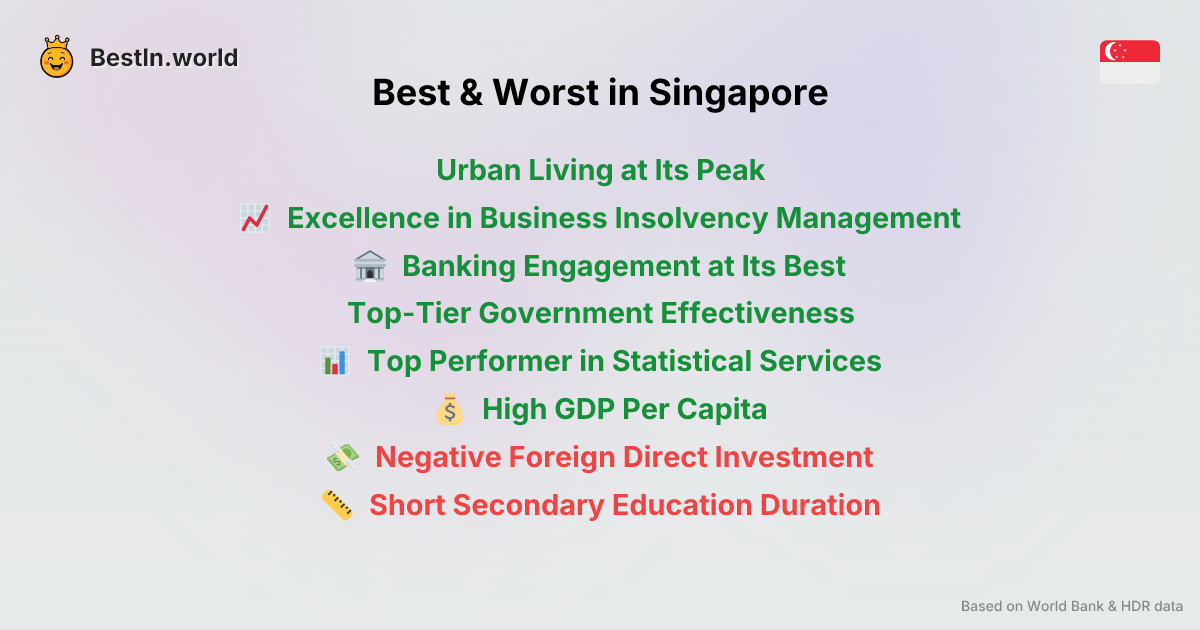 BestIn.world
Best & Worst in Singapore
Urban Living at Its Peak
Excellence in Business Insolvency Management
Banking Engagement at Its Best
Top-Tier Government Effectiveness
Top Performer in Statistical Services
High GDP Per Capita
Negative Foreign Direct Investment
Short Secondary Education Duration
Based on World Bank & HDR data